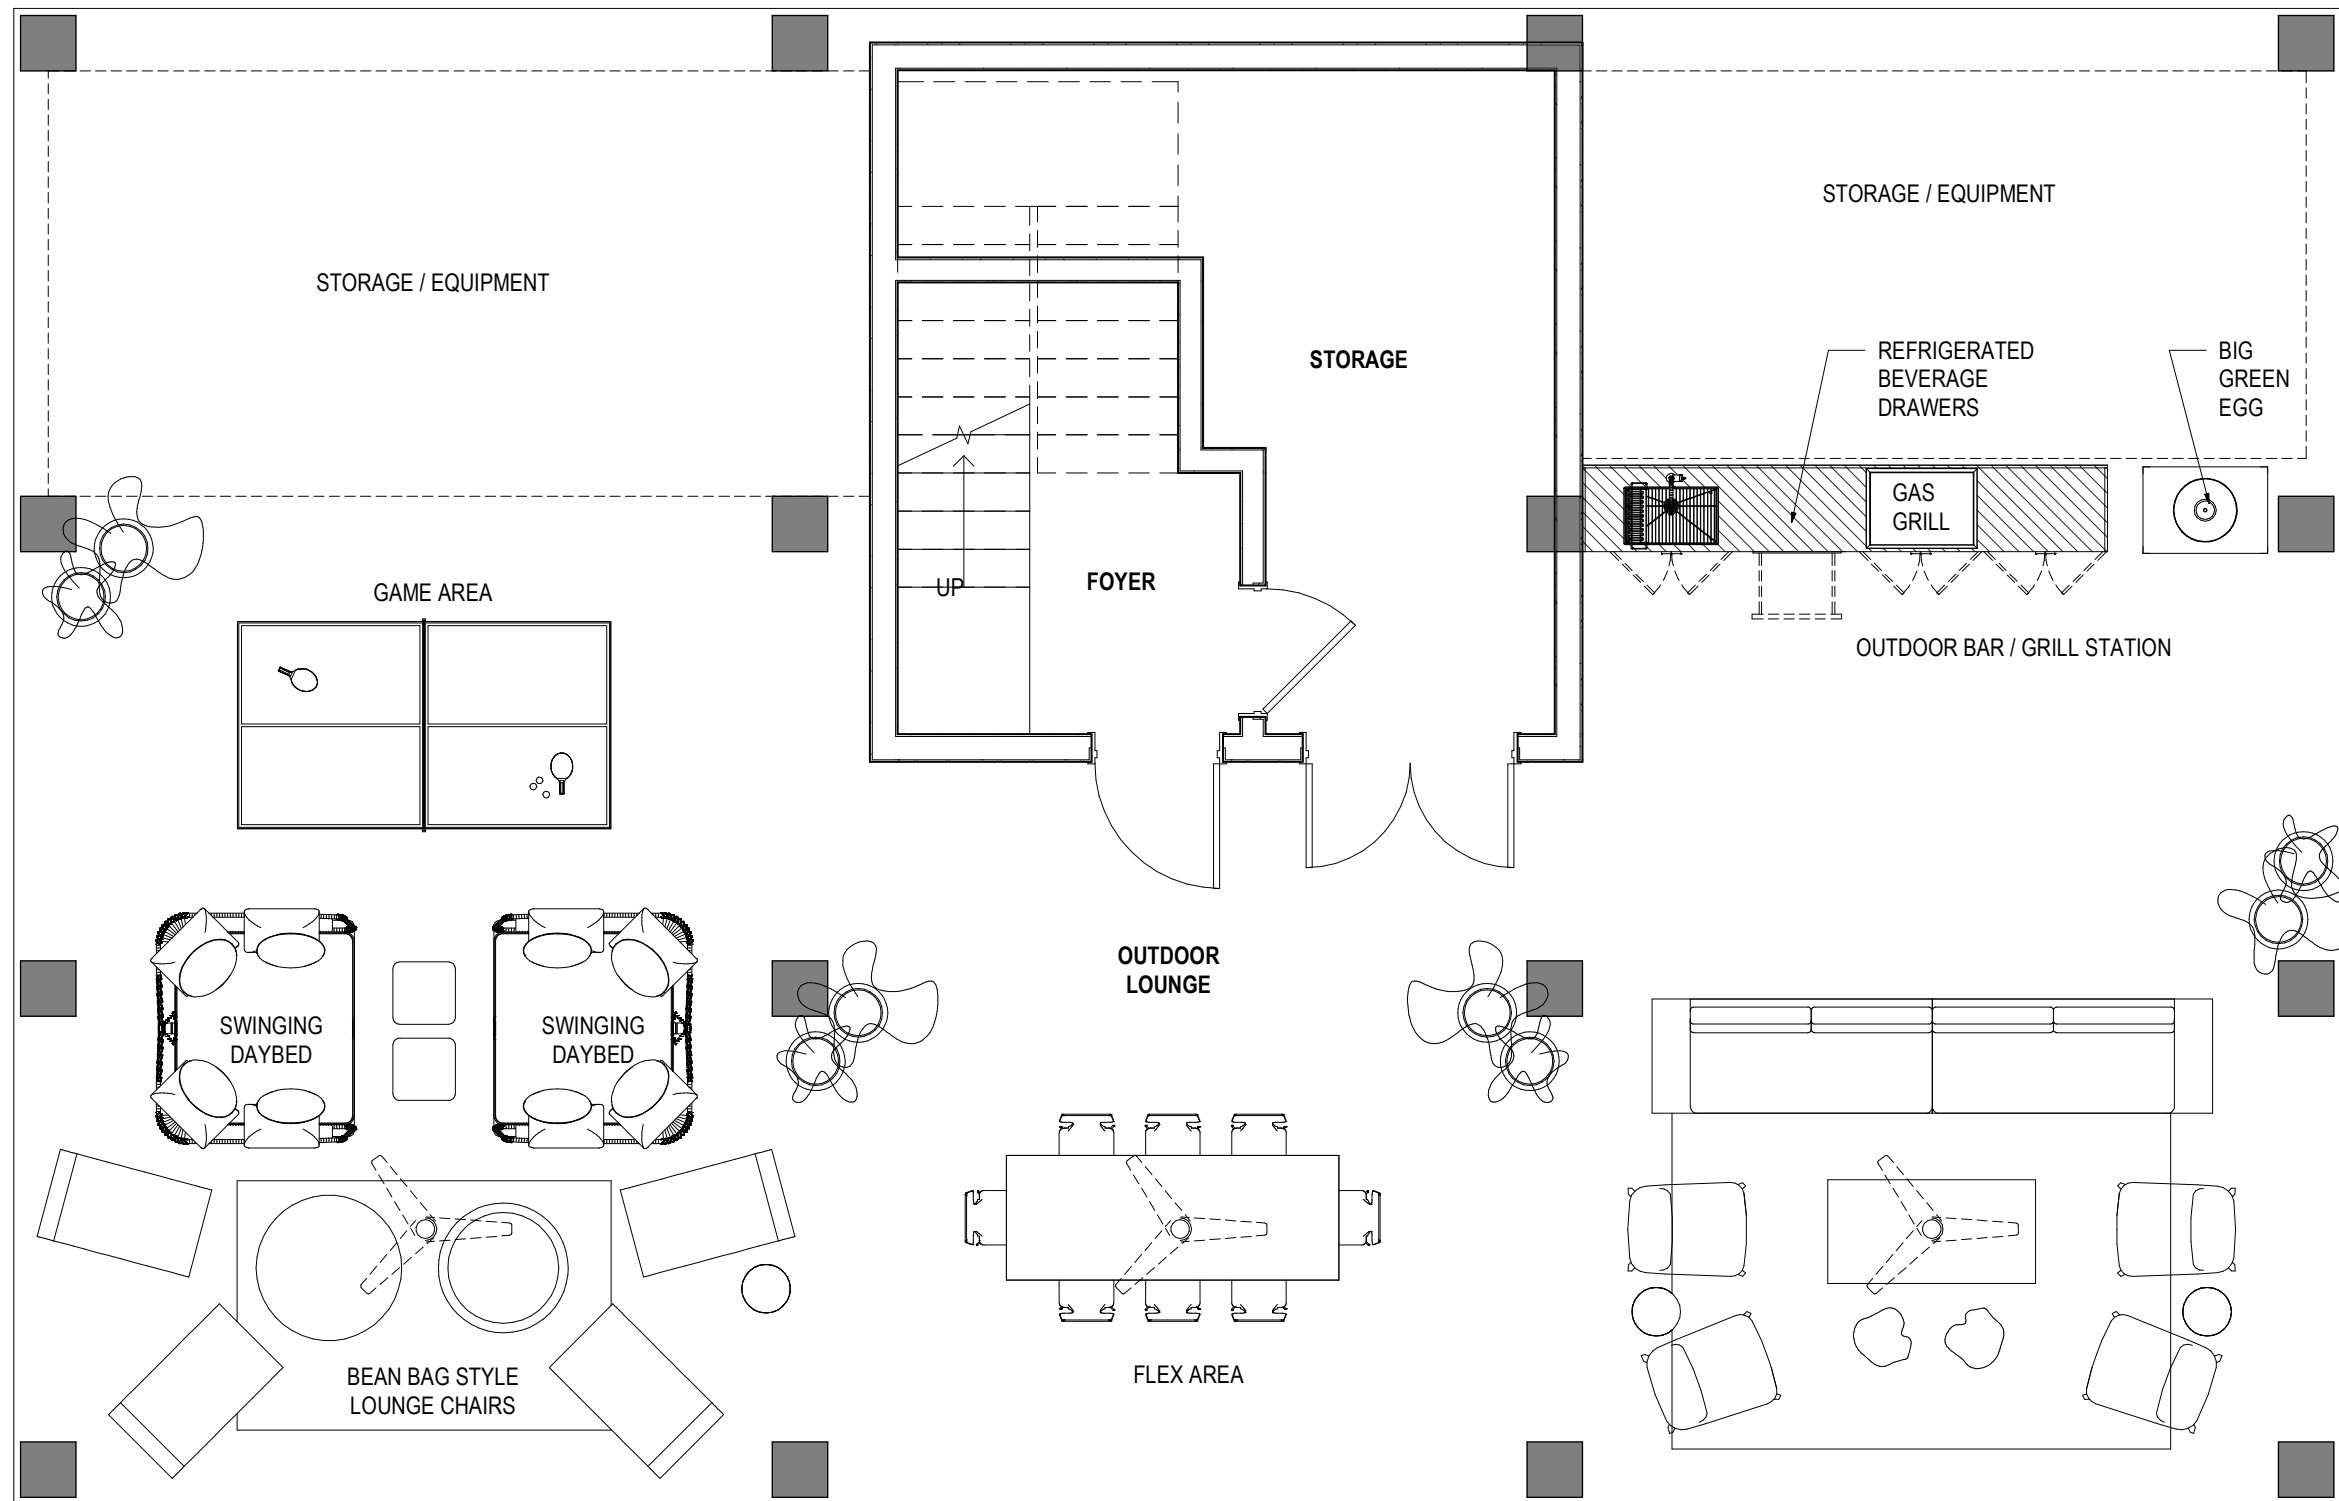 STORAGE / EQUIPMENT
STORAGE / EQUIPMENT
STORAGE
REFRIGERATED
BEVERAGE
DRAWERS
BIG
GREEN
EGG
GAS
GRILL
UP
FOYER
GAME AREA
OUTDOOR BAR / GRILL STATION
OUTDOOR
LOUNGE
SWINGING
DAYBED
SWINGING
DAYBED
BEAN BAG STYLE
LOUNGE CHAIRS
FLEX AREA